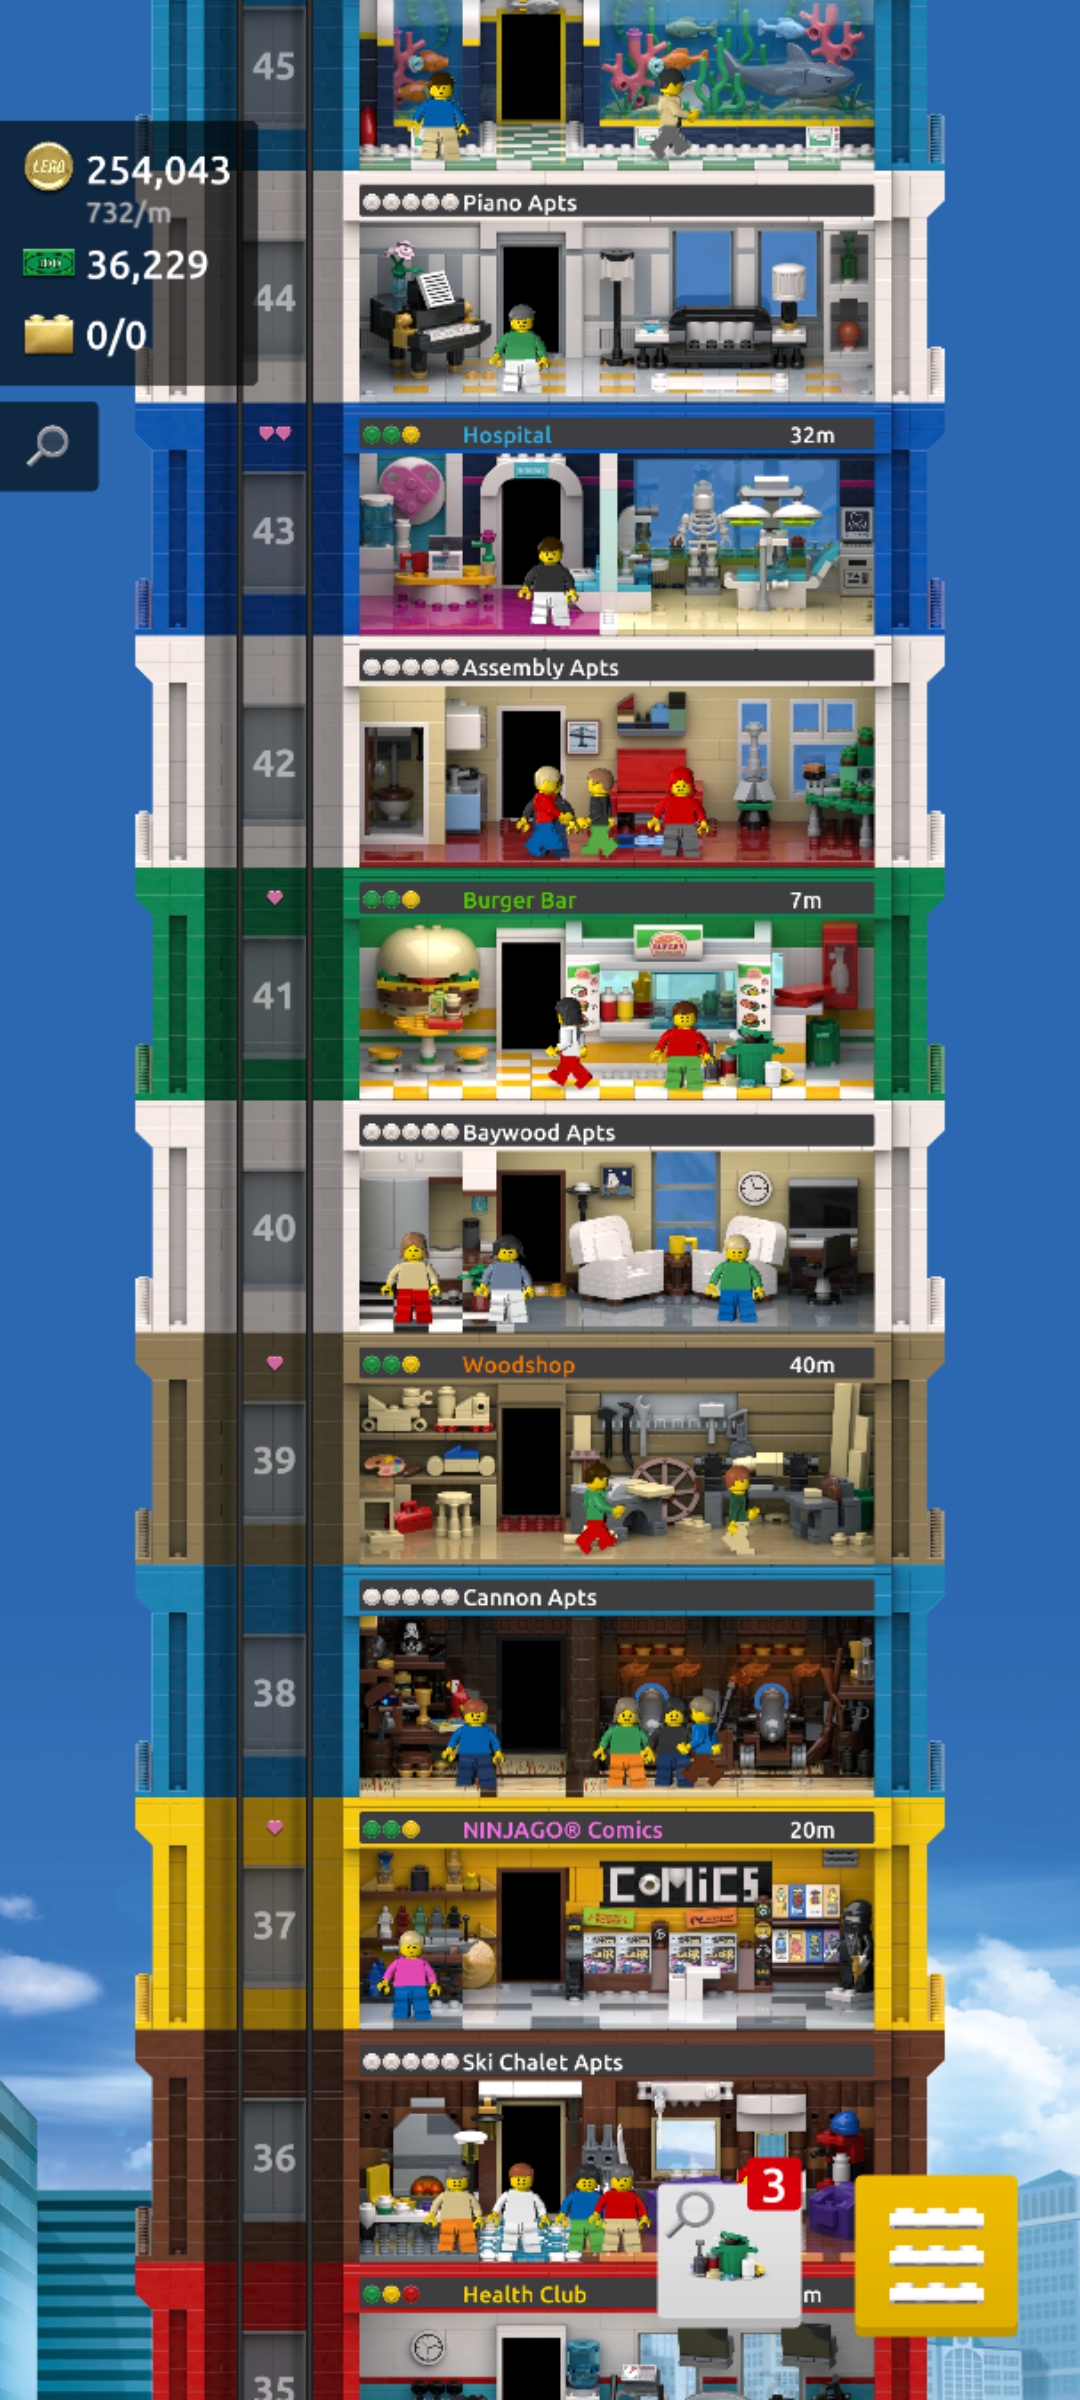 45
254,043
732/m
36,229
0/0
Piano Apts
44
Hospital 32m
43
Assembly Apts
42
Burger Bar 7m
41
Baywood Apts
40
Woodshop 40m
39
Cannon Apts
38
NINJAGO® Comics 20m
COMiCS
37
Ski Chalet Apts
36
3
Health Club m
35